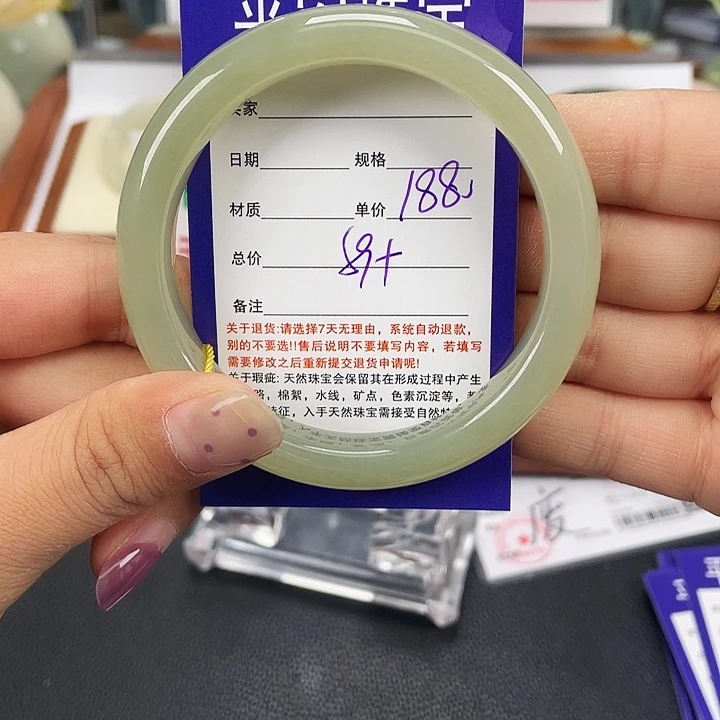 卖家
日期 规格
材质 单价 188
总价 59+
备注
关于退货:请选择7天无理由，系统自动退款，
别的不要选!!售后说明不要填写内容，若填写
需要修改之后重新提交退货申请呢!
关于瑕疵: 天然珠宝会保留其在形成过程中产生
，棉絮，水线，矿点，色素沉淀等，
特征，入手天然珠宝需接受自然